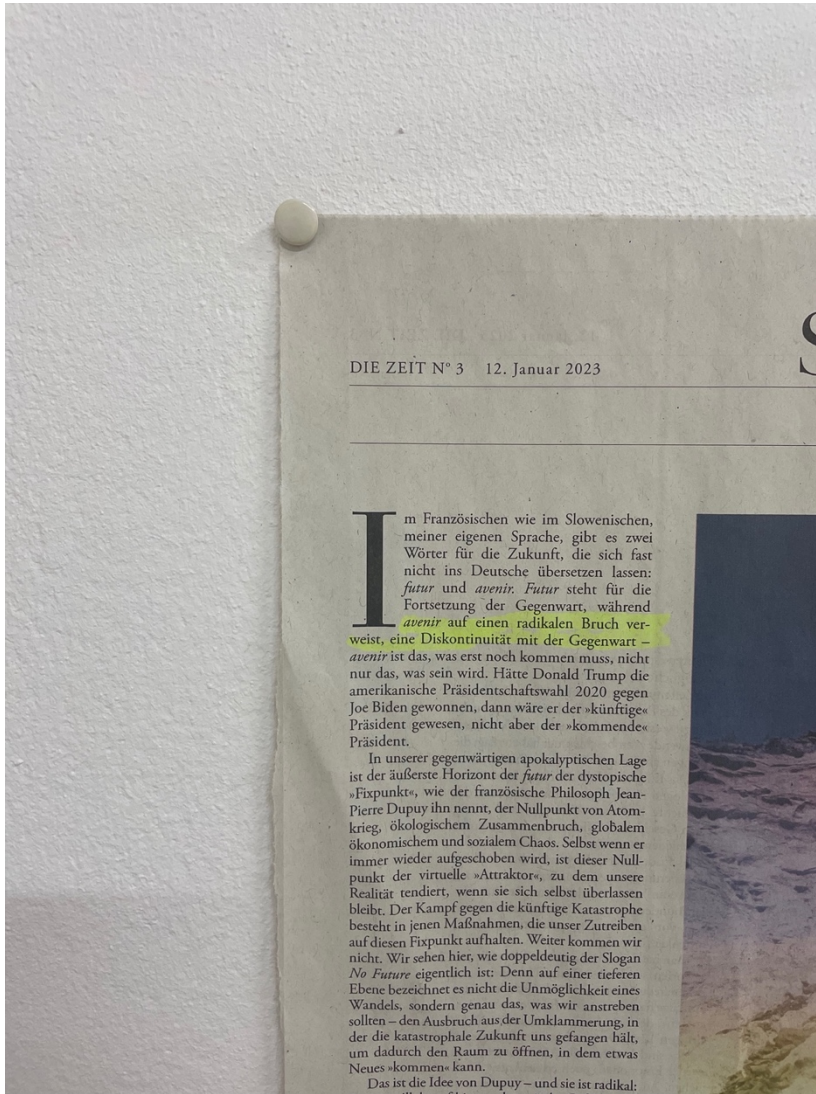 DIE ZEIT N° 3 12. Januar 2023
S
Im Französischen wie im Slowenischen,
meiner eigenen Sprache, gibt es zwei
Wörter für die Zukunft, die sich fast
nicht ins Deutsche übersetzen lassen:
futur und avenir. Futur steht für die
Fortsetzung der Gegenwart, während
avenir auf einen radikalen Bruch ver-
weist, eine Diskontinuität mit der Gegenwart –
avenir ist das, was erst noch kommen muss, nicht
nur das, was sein wird. Hätte Donald Trump die
amerikanische Präsidentschaftswahl 2020 gegen
Joe Biden gewonnen, dann wäre er der »künftige«
Präsident gewesen, nicht aber der »kommende«
Präsident.
In unserer gegenwärtigen apokalyptischen Lage
ist der äußerste Horizont der futur der dystopische
»Fixpunkt«, wie der französische Philosoph Jean-
Pierre Dupuy ihn nennt, der Nullpunkt von Atom-
krieg, ökologischem Zusammenbruch, globalem
ökonomischem und sozialem Chaos. Selbst wenn er
immer wieder aufgeschoben wird, ist dieser Null-
punkt der virtuelle »Attraktor«, zu dem unsere
Realität tendiert, wenn sie sich selbst überlassen
bleibt. Der Kampf gegen die künftige Katastrophe
besteht in jenen Maßnahmen, die unser Zutreiben
auf diesen Fixpunkt aufhalten. Weiter kommen wir
nicht. Wir sehen hier, wie doppeldeutig der Slogan
No Future eigentlich ist: Denn auf einer tieferen
Ebene bezeichnet es nicht die Unmöglichkeit eines
Wandels, sondern genau das, was wir anstreben
sollten – den Ausbruch aus der Umklammerung, in
der die katastrophale Zukunft uns gefangen hält,
um dadurch den Raum zu öffnen, in dem etwas
Neues »kommen« kann.
Das ist die Idee von Dupuy – und sie ist radikal: